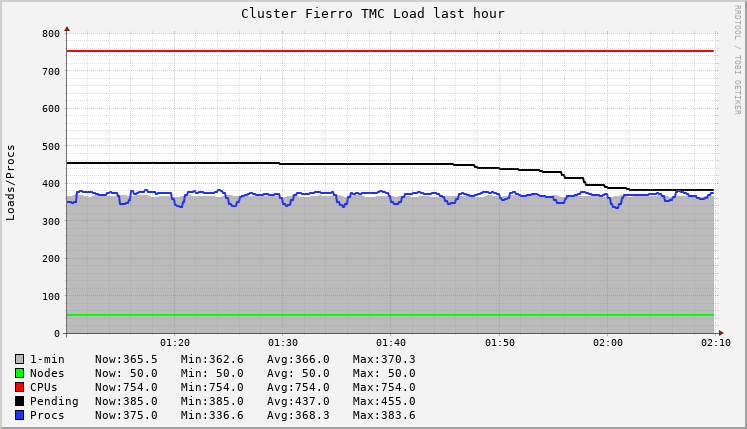 Cluster Fierro TMC Load last hour
RRDTOOL / TOBI OETIKER
Loads/Procs
800
700
600
500
400
300
200
100
0
01:20 01:30 01:40 01:50 02:00 02:10
1-min Now:365.5 Min:362.6 Avg:366.0 Max:370.3
Nodes Now: 50.0 Min: 50.0 Avg: 50.0 Max: 50.0
CPUs Now:754.0 Min:754.0 Avg:754.0 Max:754.0
Pending Now:385.0 Min:385.0 Avg:437.0 Max:455.0
Procs Now:375.0 Min:336.6 Avg:368.3 Max:383.6